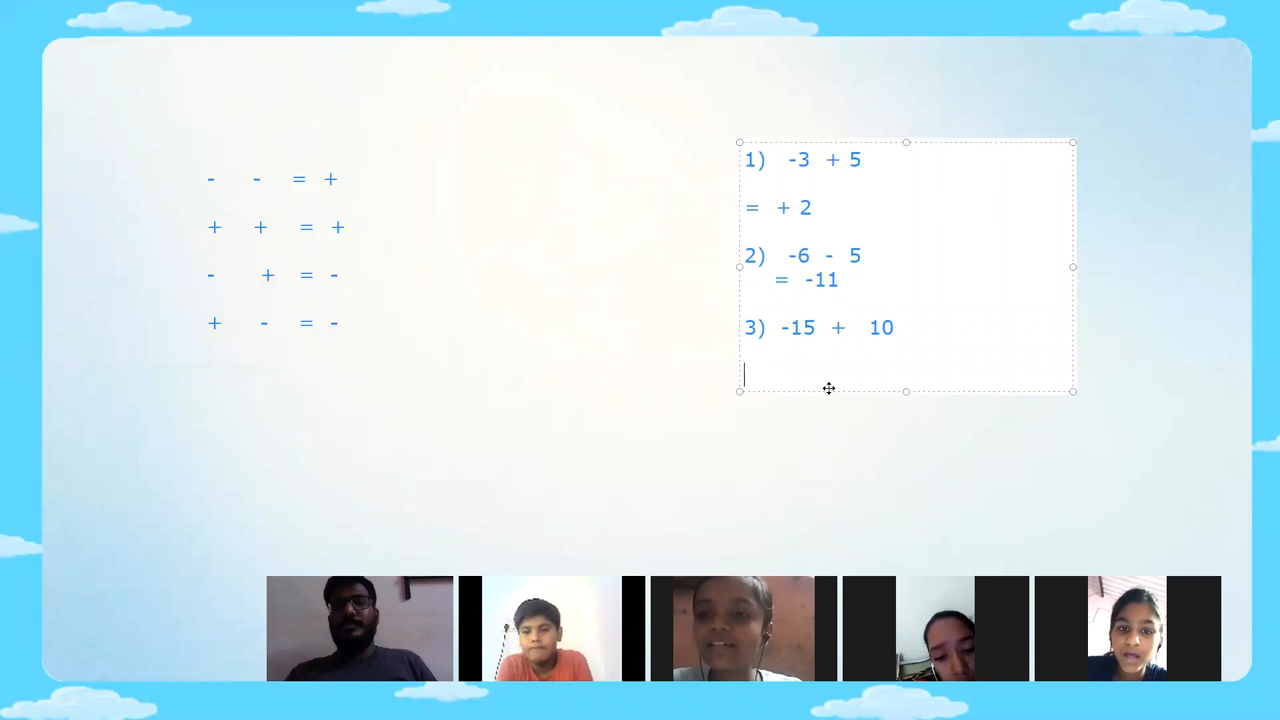 - - = +
+ + = +
- + = -
+ - = -
1) -3 + 5
= + 2
2) -6 - 5
= -11
3) -15 + 10